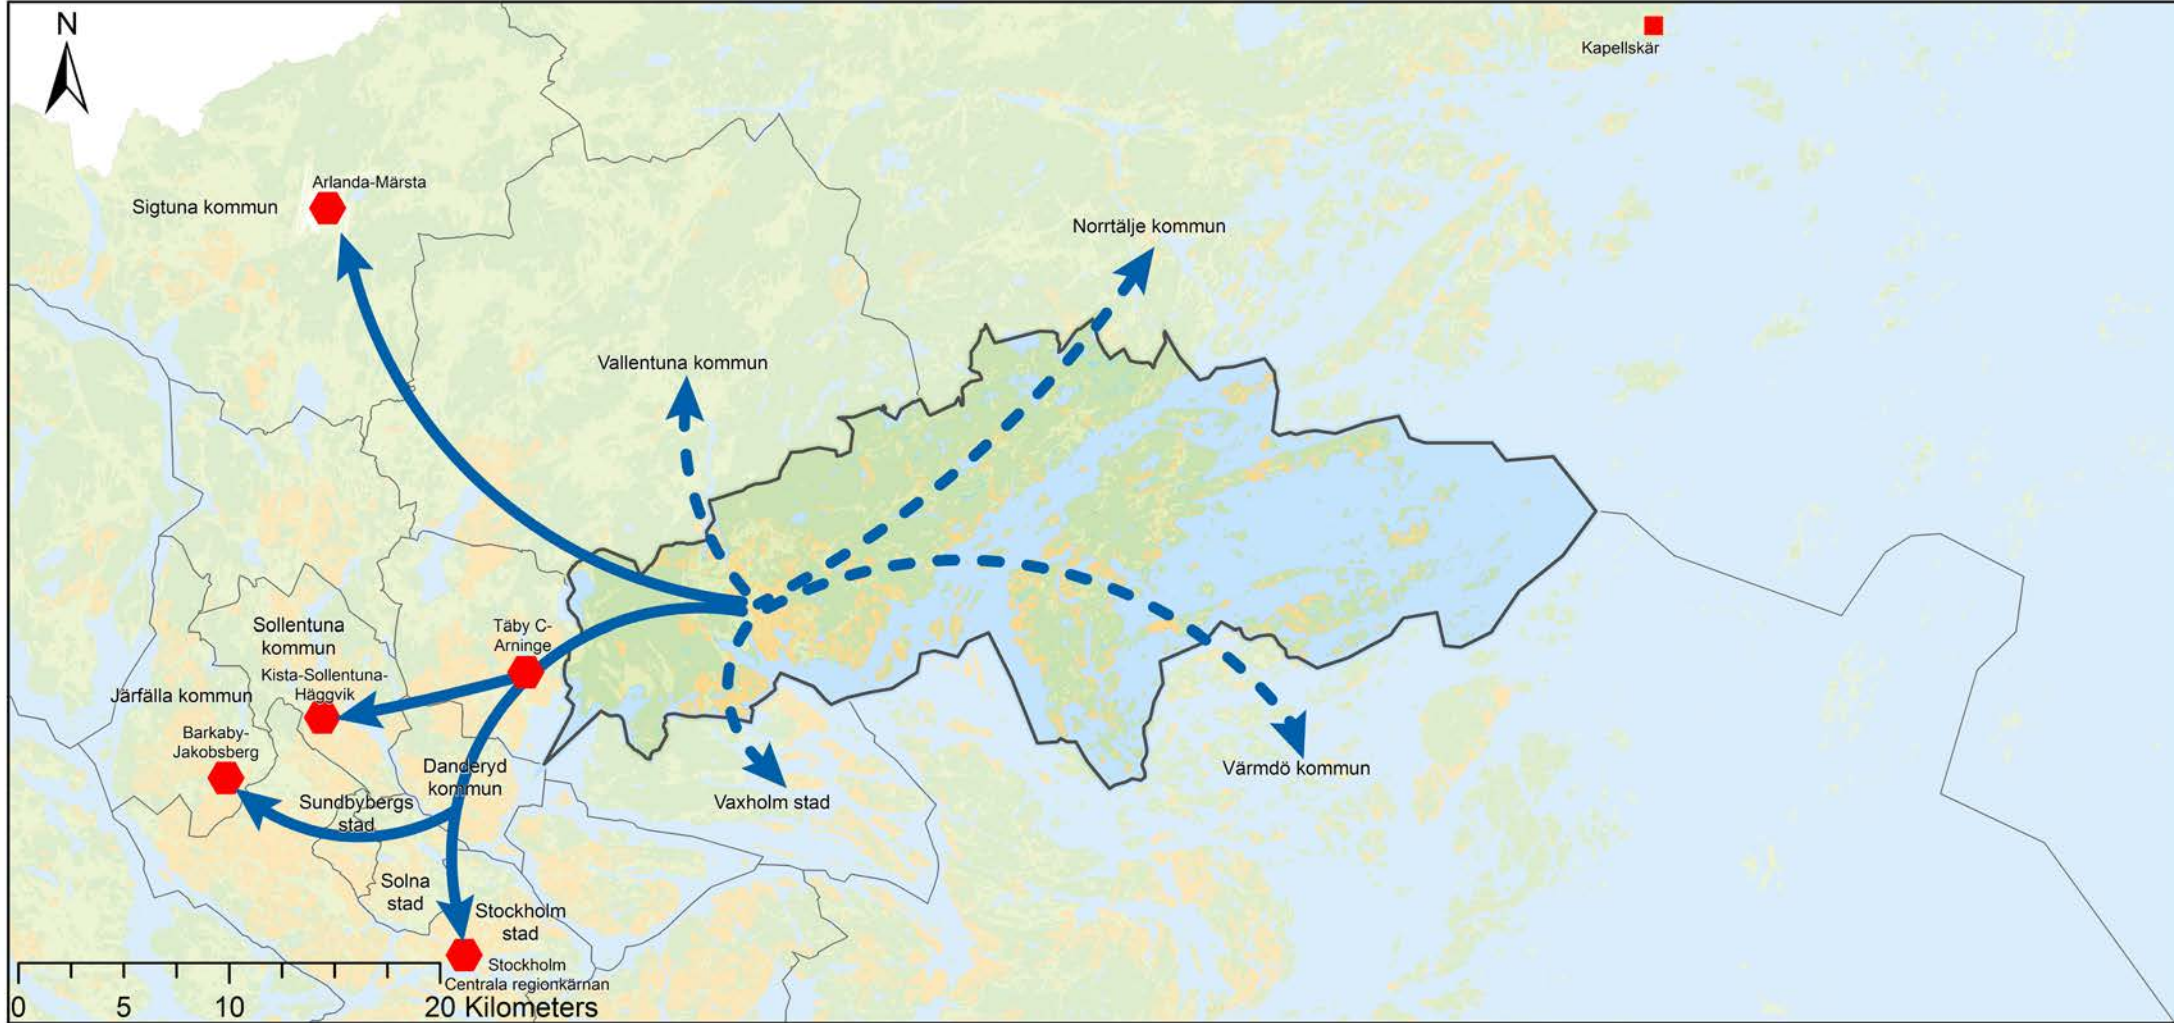 N
Kapellskär
Arlanda-Märsta
Sigtuna kommun
Norrtälje kommun
Vallentuna kommun
Sollentuna
kommun
Täby C-
Arninge
Kista-Sollentuna-
Häggvik
Järfälla kommun
Barkaby-
Jakobsberg
Danderyd
kommun
Värmdö kommun
Sundbybergs
stad
Vaxholm stad
Solna
stad
Stockholm
stad
Stockholm
Centrala regionkärnan
0 5 10 20 Kilometers